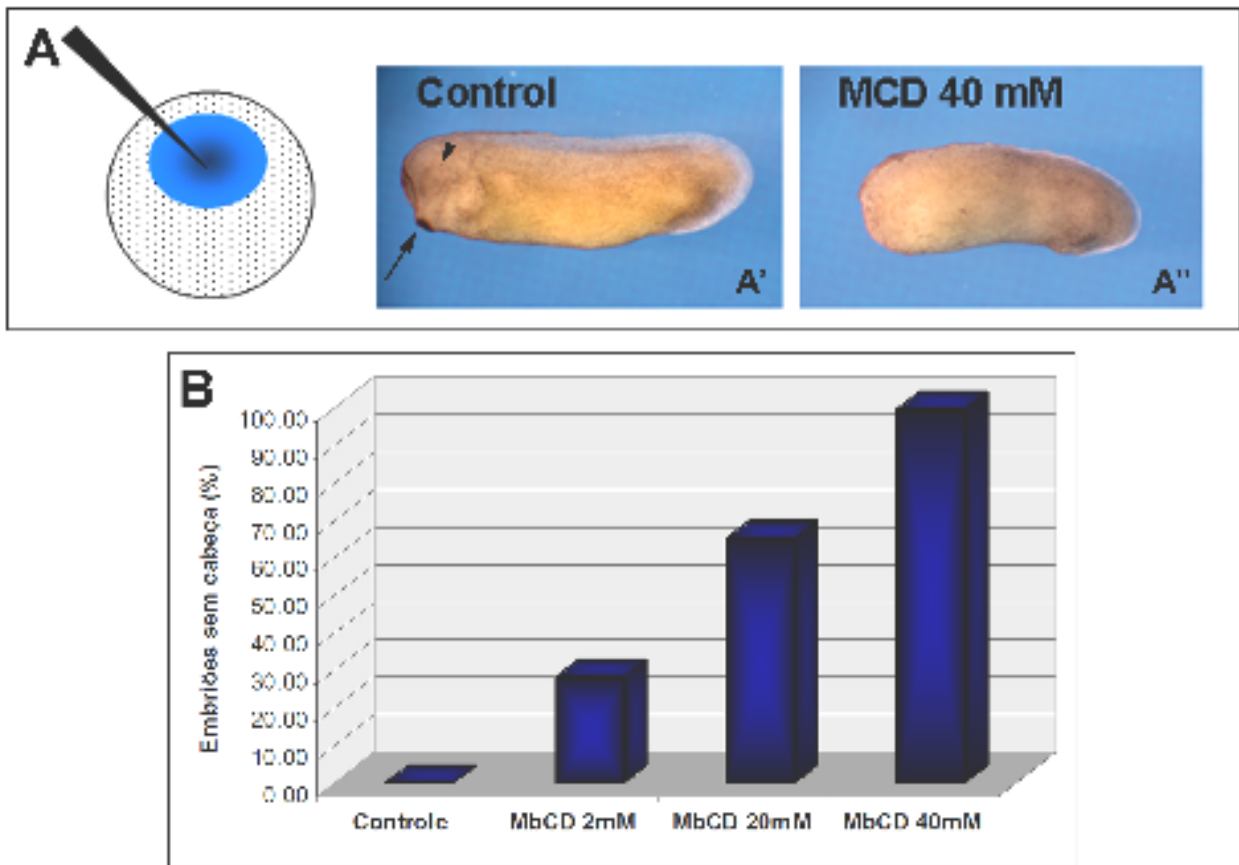 A
Control
A'
MCD 40 mM
A"
B
Embriões sem cabeça (%)
100.00
90.00
80.00
70.00
60.00
50.00
40.00
30.00
20.00
10.00
0.00
Controle MbCD 2mM MbCD 20mM MbCD 40mM